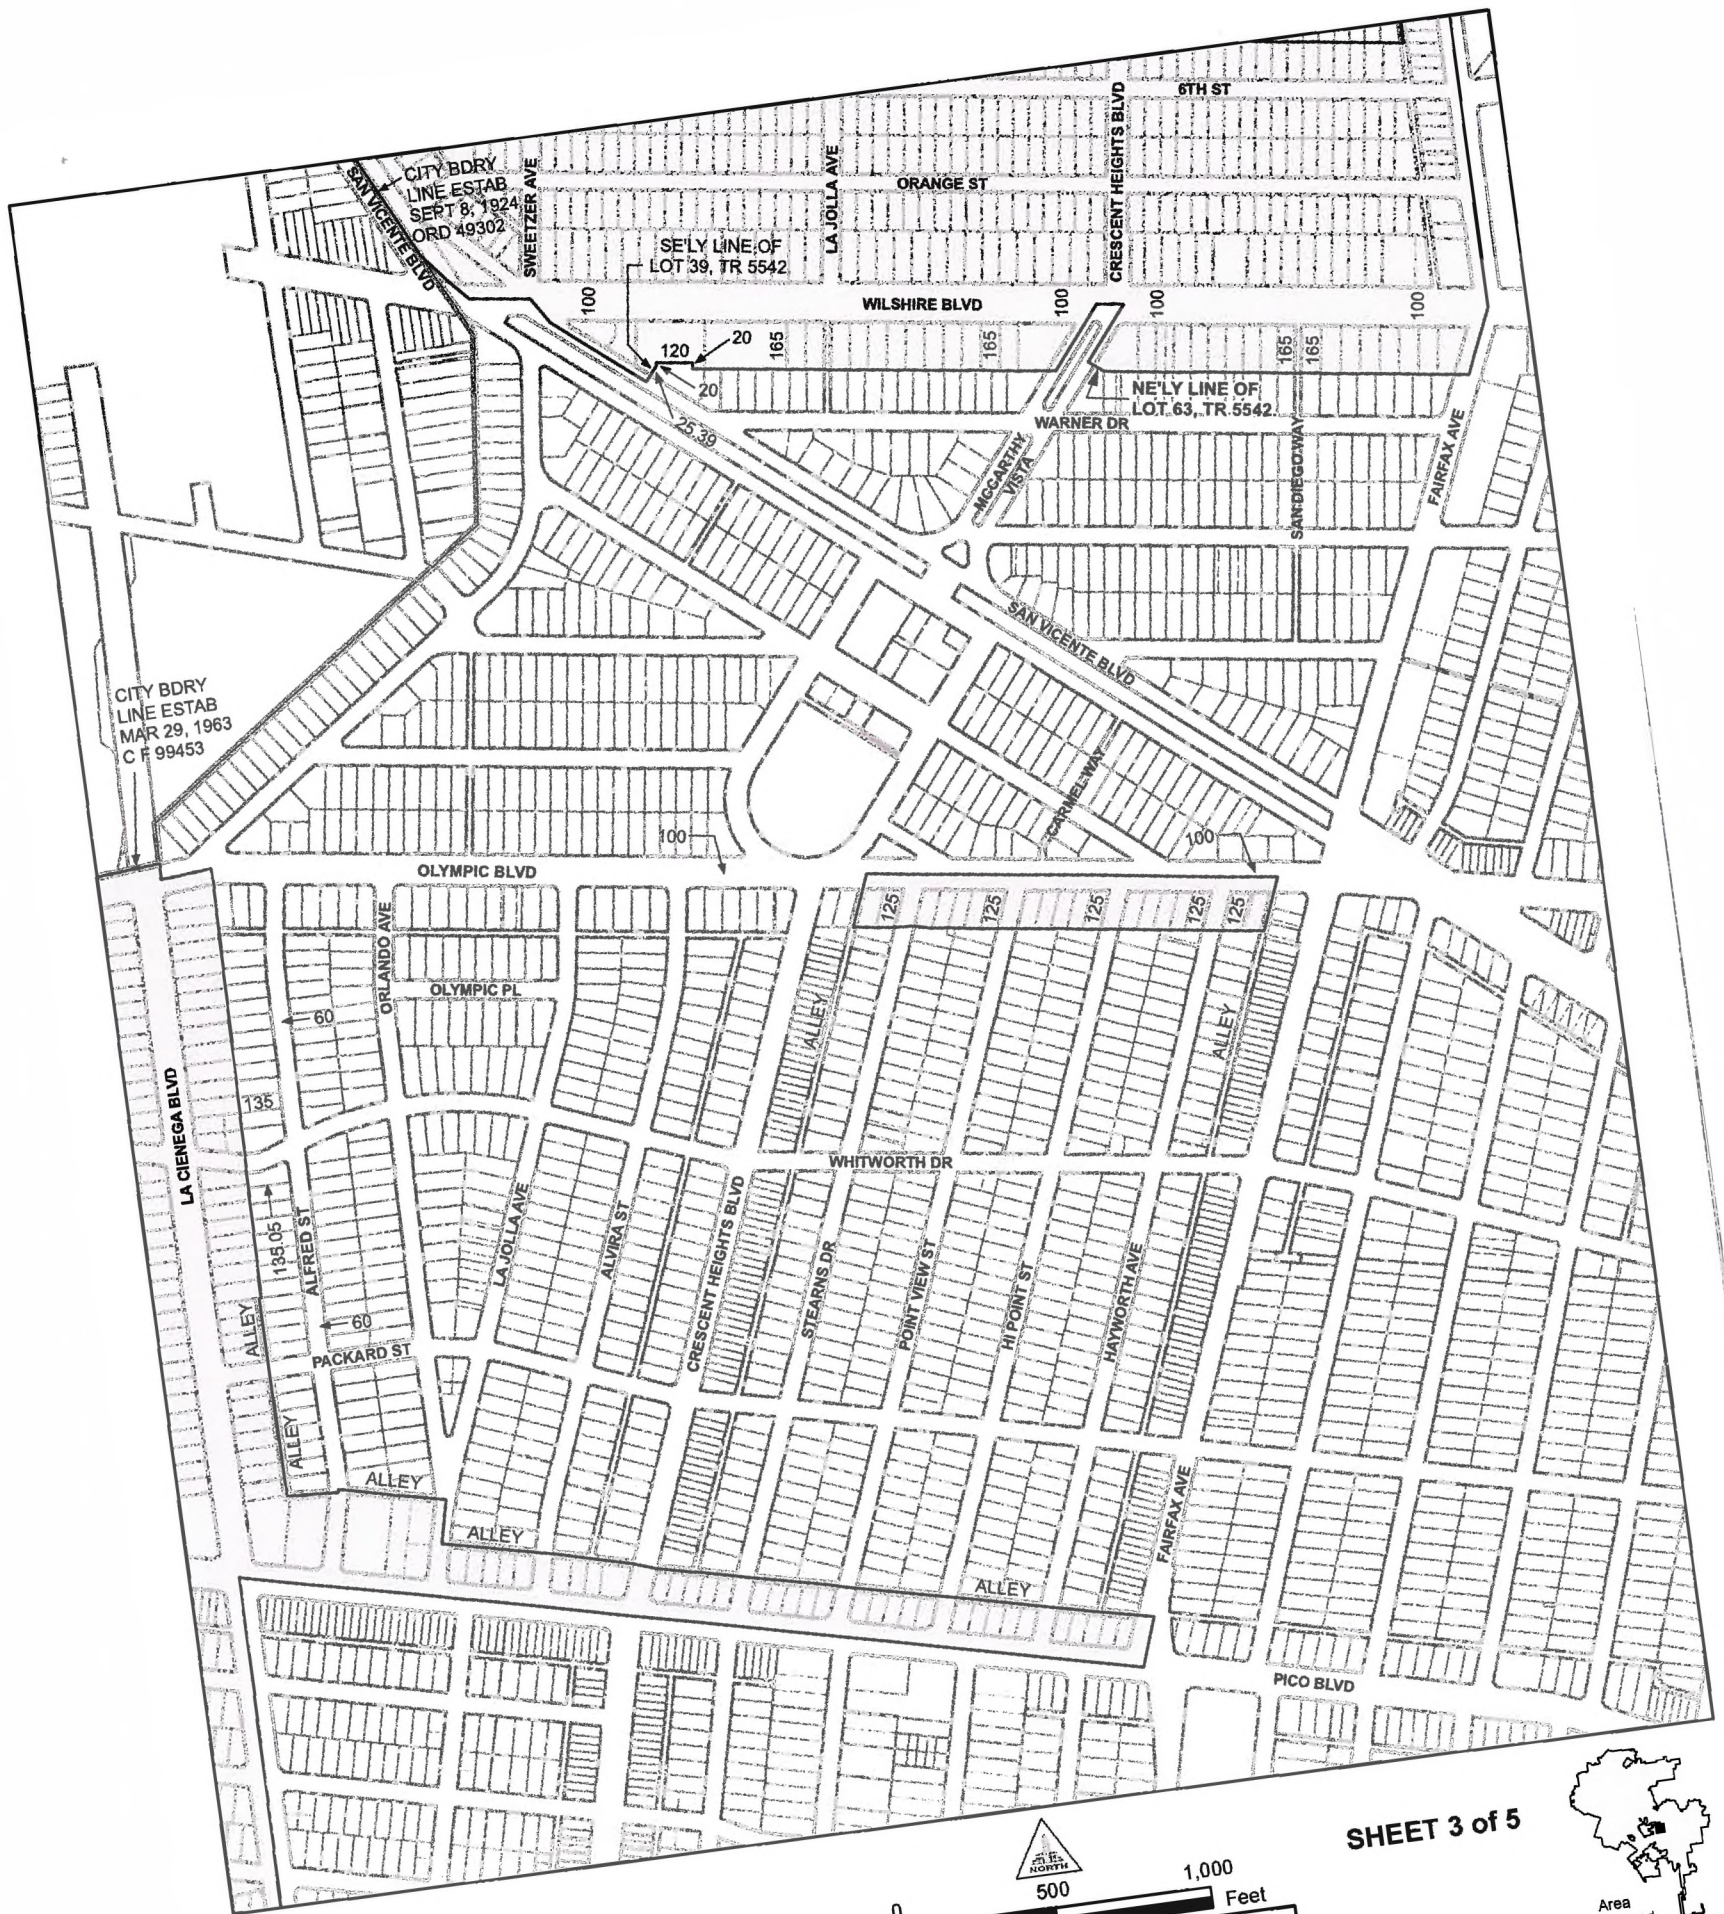 6TH ST
CRESCENT HEIGHTS BLVD
LA JOLLA AVE
SWEETZER AVE
ORANGE ST
SAN VICENTE BLVD
CITY BDRY
LINE ESTAB
SEPT 8, 1924
ORD 49302
SE'LY LINE OF
LOT 39, TR 5542
100
WILSHIRE BLVD
100
100
100
120
20
165
165
165
165
20
25.39
NE'LY LINE OF
LOT 63, TR 5542
WARNER DR
MCCARTHY
VISTA
SAN DIEGO WAY
FAIRFAX AVE
SAN VICENTE BLVD
CITY BDRY
LINE ESTAB
MAR 29, 1963
C F 99453
CARMEL WAY
100
100
OLYMPIC BLVD
125
125
125
125
125
ORLANDO AVE
OLYMPIC PL
60
ALLEY
ALLEY
LA CIENEGA BLVD
135
WHITWORTH DR
135.05
ALFRED ST
LA JOLLA AVE
ALVIRA ST
CRESCENT HEIGHTS BLVD
STEARNS DR
POINT VIEW ST
HI POINT ST
HAYWORTH AVE
ALLEY
60
PACKARD ST
ALLEY
ALLEY
ALLEY
FAIRFAX AVE
ALLEY
PICO BLVD
SHEET 3 of 5
NORTH
0
500
1,000
Feet
Area